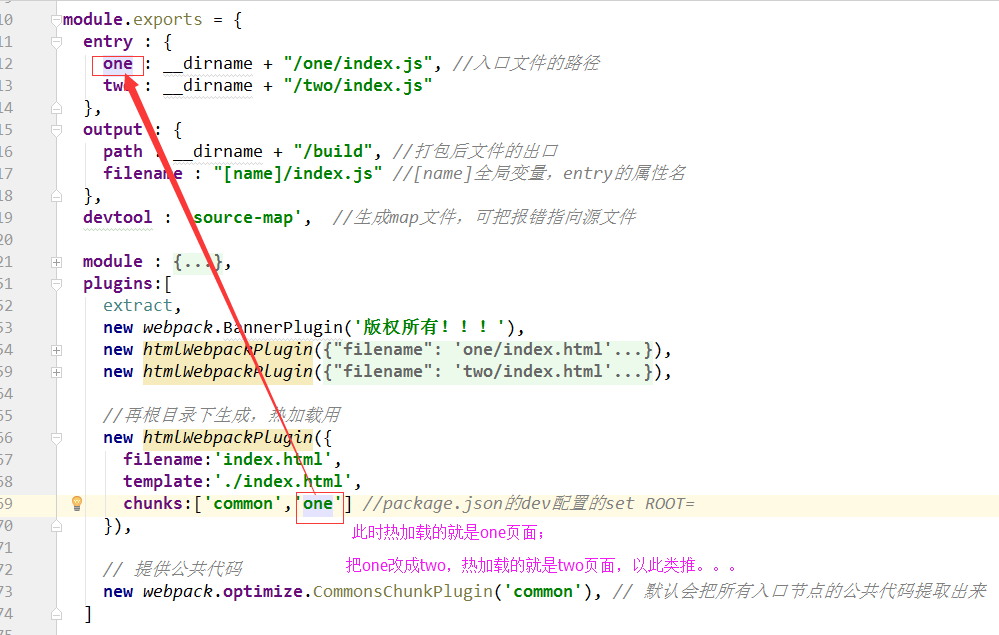 10 module.exports = {
11 entry : {
12 one : __dirname + "/one/index.js", //入口文件的路径
13 two : __dirname + "/two/index.js"
14 },
15 output : {
16 path : __dirname + "/build", //打包后文件的出口
17 filename : "[name]/index.js" //[name]全局变量，entry的属性名
18 },
19 devtool : 'source-map', //生成map文件，可把报错指向源文件
20
21 module : {...},
51 plugins:[
52 extract,
53 new webpack.BannerPlugin('版权所有！！！'),
54 new htmlWebpackPlugin({"filename": 'one/index.html'...}),
59 new htmlWebpackPlugin({"filename": 'two/index.html'...}),
64
65 //再根目录下生成，热加载用
66 new htmlWebpackPlugin({
67 filename:'index.html',
68 template:'./index.html',
69 chunks:['common','one'] //package.json的dev配置的set ROOT=
70 }),
此时热加载的就是one页面；
71
把one改成two，热加载的就是two页面，以此类推。。。
72 // 提供公共代码
73 new webpack.optimize.CommonsChunkPlugin('common'), // 默认会把所有入口节点的公共代码提取出来
74 ]
75